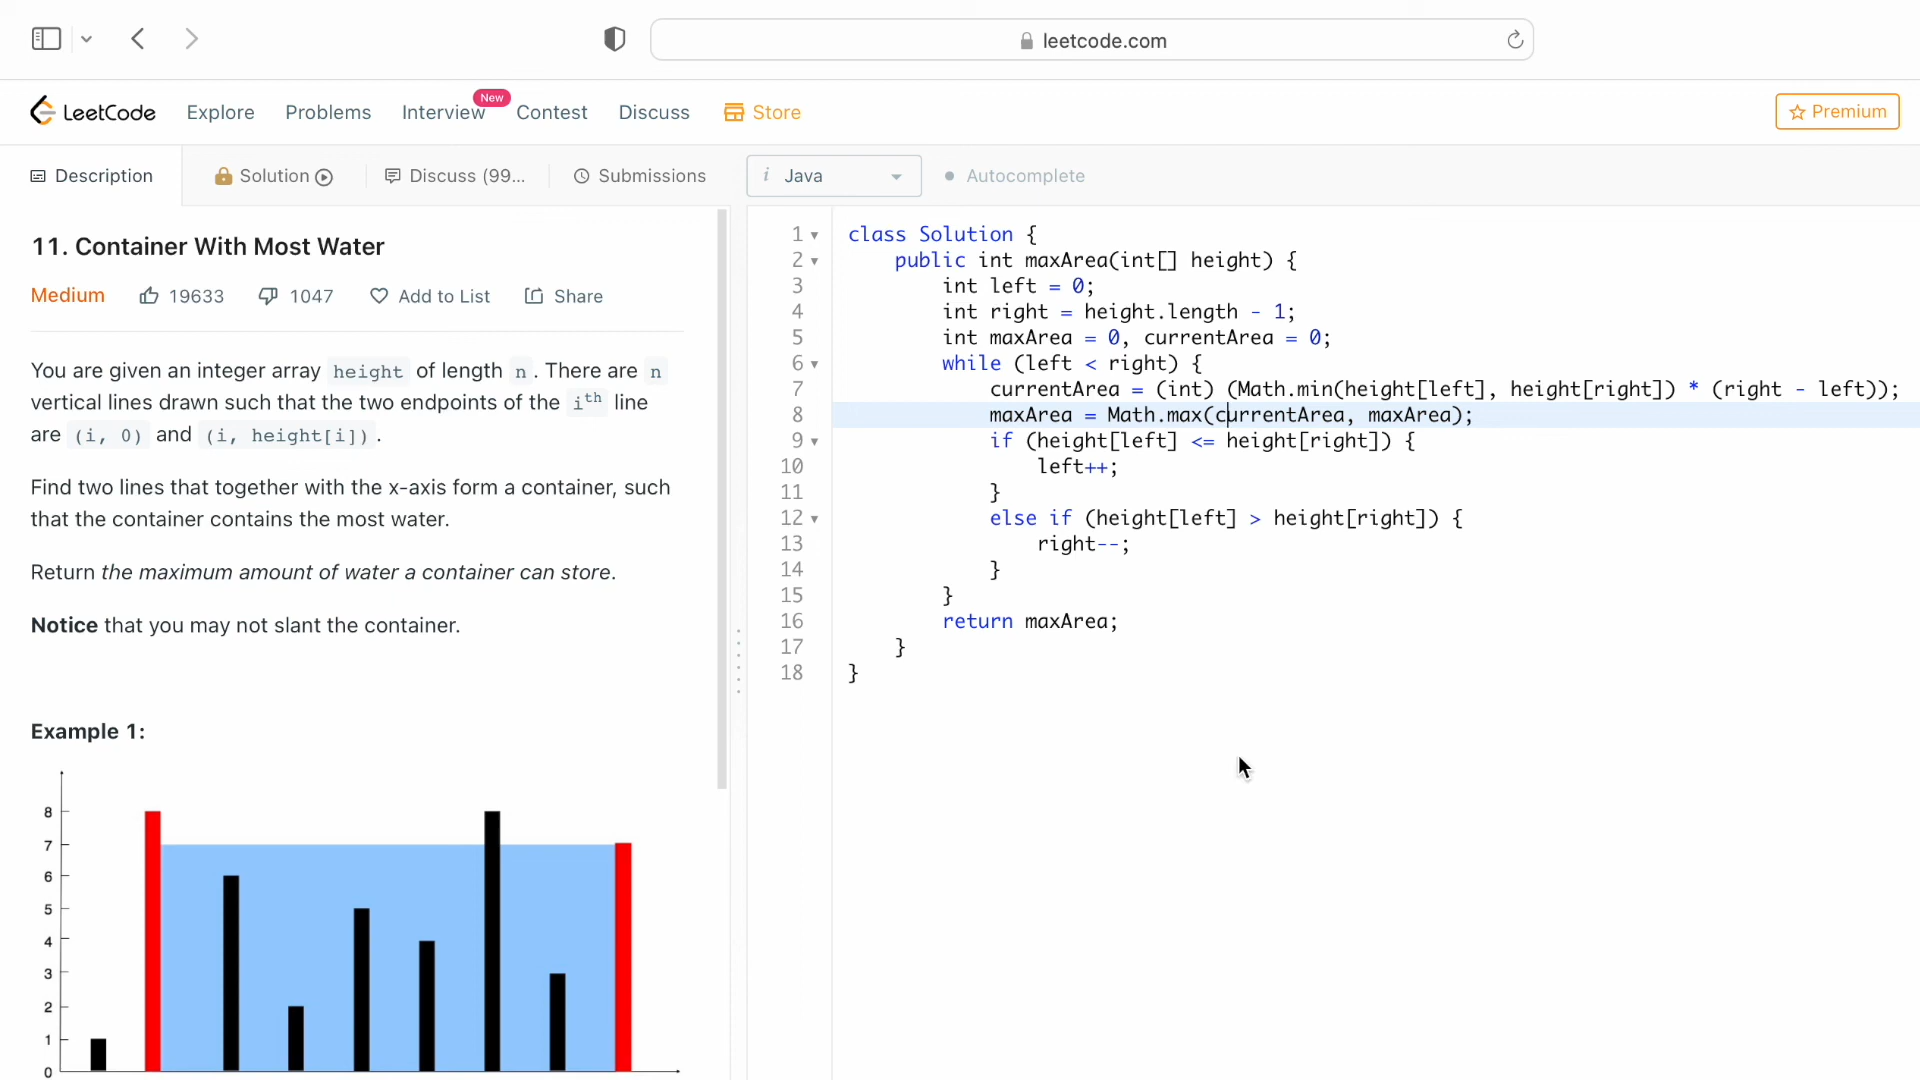 leetcode.com
LeetCode Explore Problems Interview New Contest Discuss Store Premium
Description Solution Discuss (99... Submissions
i Java Autocomplete
11. Container With Most Water
Medium 19633 1047 Add to List Share
You are given an integer array height of length n. There are n
vertical lines drawn such that the two endpoints of the ith line
are (i, 0) and (i, height[i]).
Find two lines that together with the x-axis form a container, such
that the container contains the most water.
Return the maximum amount of water a container can store.
Notice that you may not slant the container.
Example 1:
8
7
6
5
4
3
2
1
0
1 class Solution {
2     public int maxArea(int[] height) {
3         int left = 0;
4         int right = height.length - 1;
5         int maxArea = 0, currentArea = 0;
6         while (left < right) {
7             currentArea = (int) (Math.min(height[left], height[right]) * (right - left));
8             maxArea = Math.max(currentArea, maxArea);
9             if (height[left] <= height[right]) {
10                 left++;
11             }
12             else if (height[left] > height[right]) {
13                 right--;
14             }
15         }
16         return maxArea;
17     }
18 }